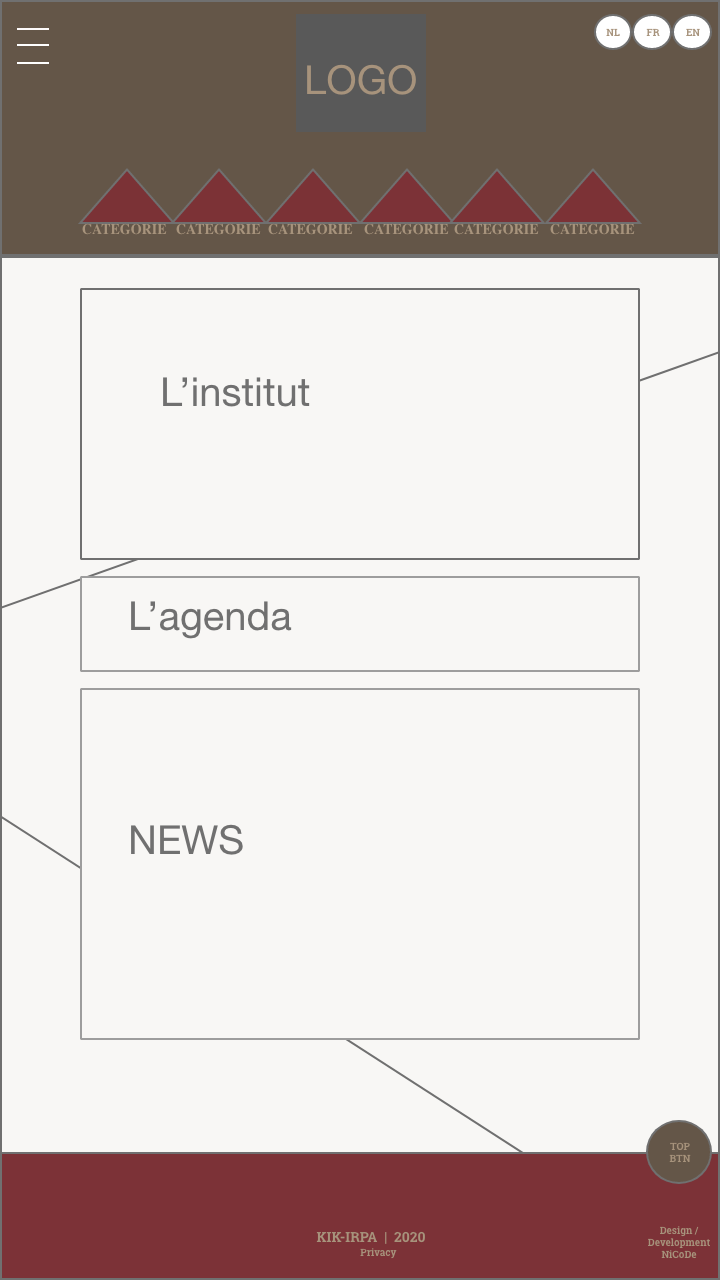 NL FR EN
LOGO
CATEGORIE CATEGORIE CATEGORIE CATEGORIE CATEGORIE CATEGORIE
L’institut
L’agenda
NEWS
TOP
BTN
KIK-IRPA | 2020
Privacy
Design /
Development
NiCoDe